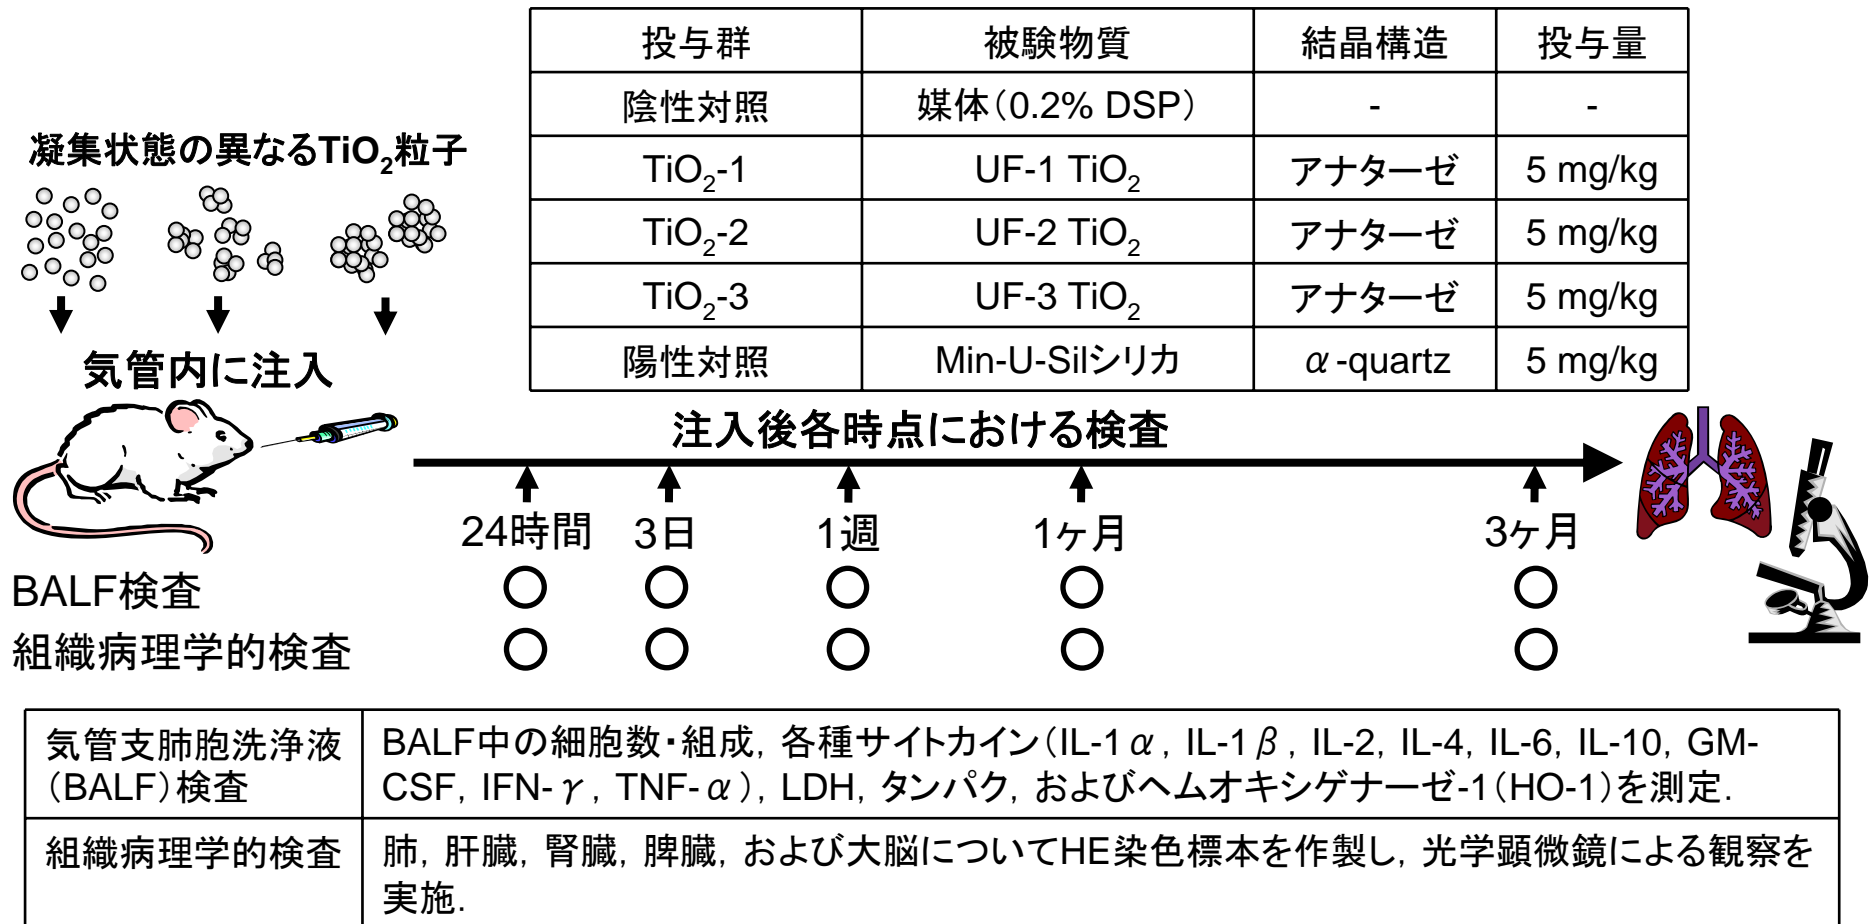 投与群 被験物質 結晶構造 投与量
陰性対照 媒体(0.2% DSP) - -
TiO2-1 UF-1 TiO2 アナターゼ 5 mg/kg
TiO2-2 UF-2 TiO2 アナターゼ 5 mg/kg
TiO2-3 UF-3 TiO2 アナターゼ 5 mg/kg
陽性対照 Min-U-Silシリカ α-quartz 5 mg/kg
凝集状態の異なるTiO2粒子
気管内に注入
注入後各時点における検査
24時間 3日 1週 1ヶ月 3ヶ月
BALF検査 ○ ○ ○ ○ ○
組織病理学的検査 ○ ○ ○ ○ ○
気管支肺胞洗浄液
(BALF)検査
BALF中の細胞数・組成, 各種サイトカイン(IL-1α, IL-1β, IL-2, IL-4, IL-6, IL-10, GM-
CSF, IFN-γ, TNF-α), LDH, タンパク, およびヘムオキシゲナーゼ-1(HO-1)を測定.
組織病理学的検査
肺, 肝臓, 腎臓, 脾臓, および大脳についてHE染色標本を作製し, 光学顕微鏡による観察を
実施.